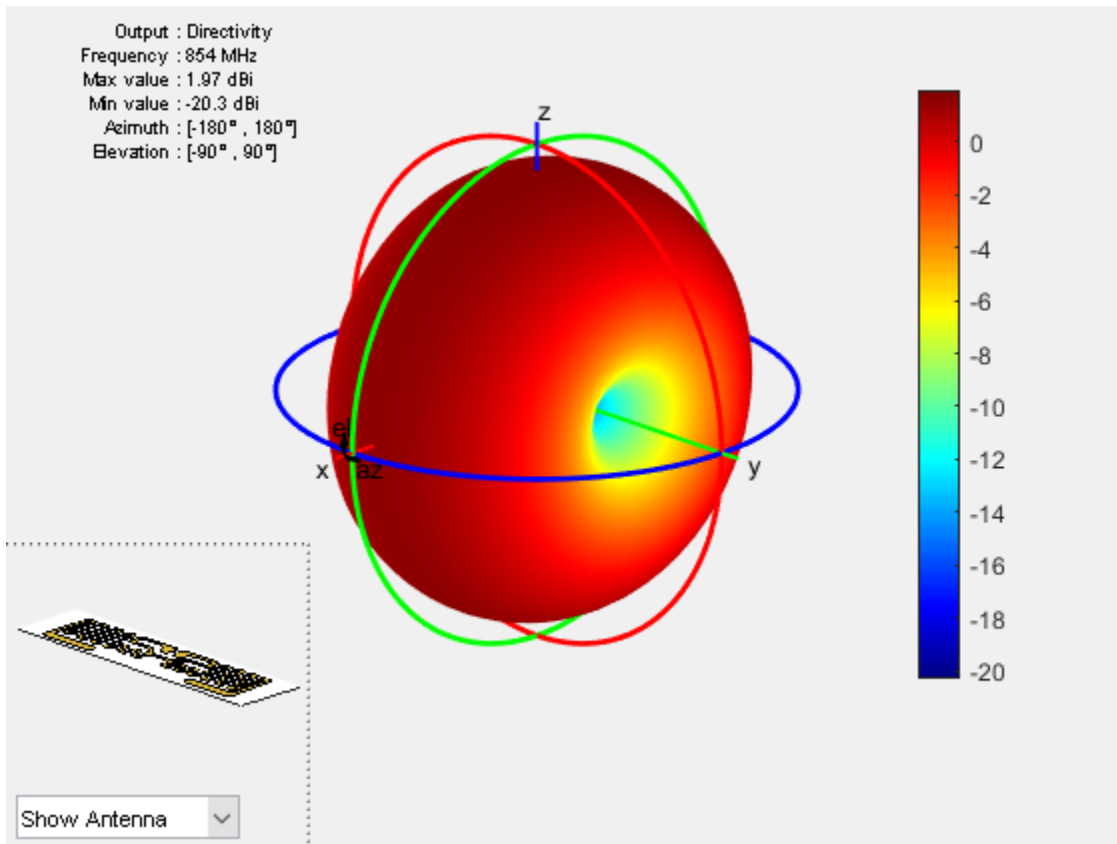 Output : Directivity
Frequency : 854 MHz
Max value : 1.97 dBi
Min value : -20.3 dBi
Azimuth : [-180° , 180°]
Elevation : [-90° , 90°]
z
0
-2
-4
-6
-8
-10
-12
-14
-16
-18
-20
el
x
az
y
Show Antenna